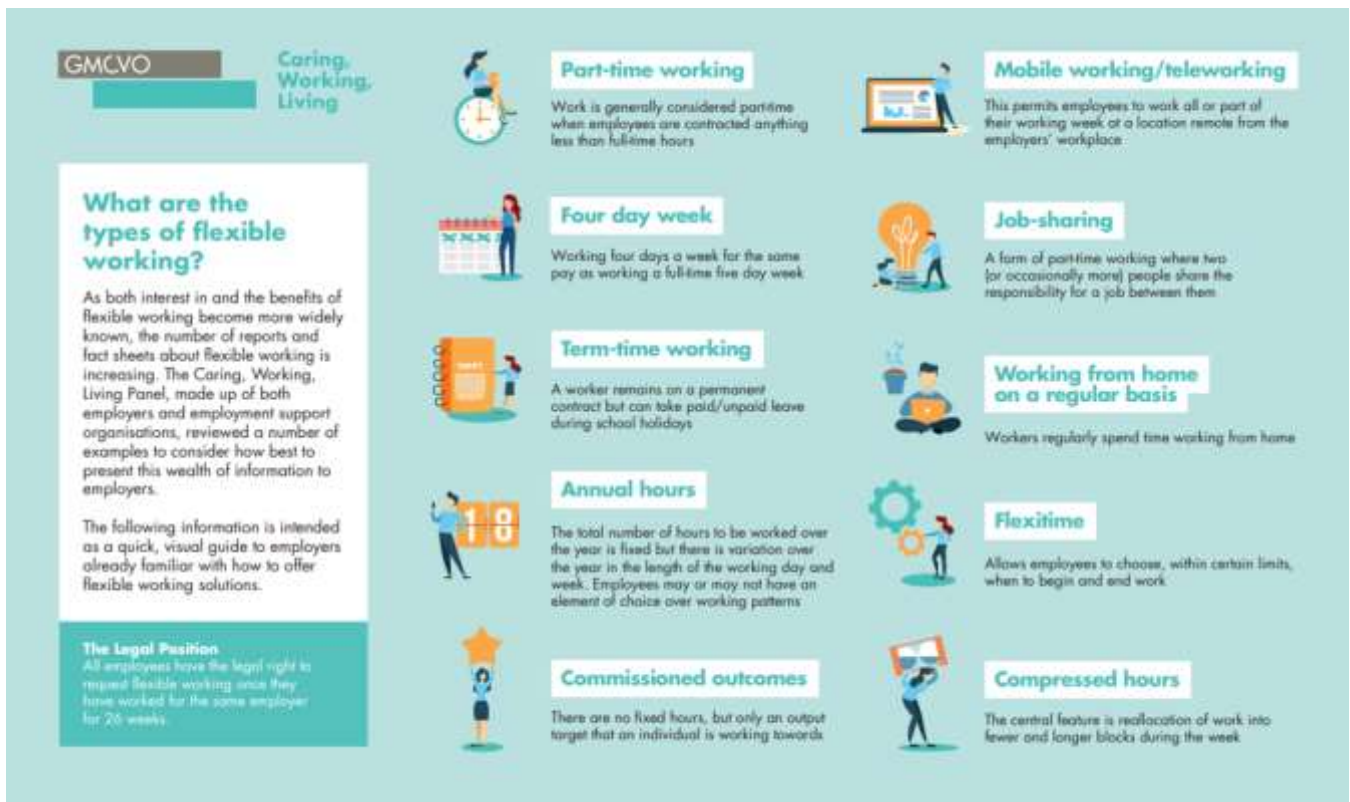 GMCVO
Caring,
Working,
Living
What are the
types of flexible
working?
As both interest in and the benefits of
flexible working become more widely
known, the number of reports and
fact sheets about flexible working is
increasing. The Caring, Working,
Living Panel, made up of both
employers and employment support
organisations, reviewed a number of
examples to consider how best to
present this wealth of information to
employers.
The following information is intended
as a quick, visual guide to employers
already familiar with how to offer
flexible working solutions.
The Legal Position
All employees have the legal right to
request flexible working once they
have worked for the same employer
for 26 weeks.
Part-time working
Work is generally considered part-time
when employees are contracted anything
less than full-time hours
Four day week
Working four days a week for the same
pay as working a full-time five day week
Term-time working
A worker remains on a permanent
contract but can take paid/unpaid leave
during school holidays
Annual hours
18
The total number of hours to be worked over
the year is fixed but there is variation over
the year in the length of the working day and
week. Employees may or may not have an
element of choice over working patterns
Commissioned outcomes
There are no fixed hours, but only an output
target that an individual is working towards
Mobile working/teleworking
This permits employees to work all or part of
their working week at a location remote from the
employers' workplace
Job-sharing
A form of part-time working where two
(or occasionally more) people share the
responsibility for a job between them
Working from home
on a regular basis
Workers regularly spend time working from home
Flexitime
Allows employees to choose, within certain limits,
when to begin and end work
Compressed hours
The central feature is reallocation of work into
fewer and longer blocks during the week